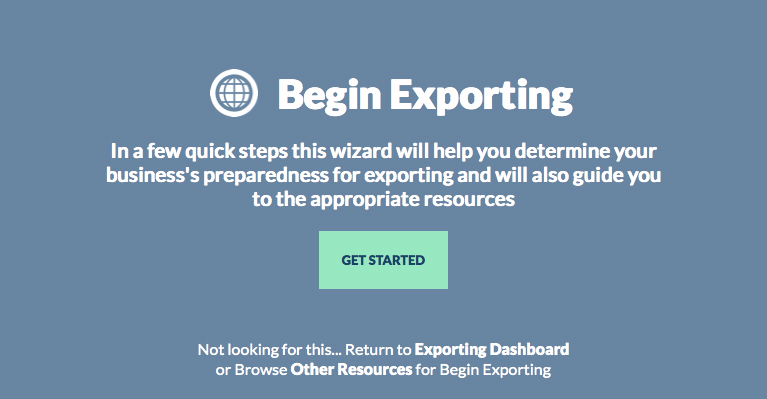 Begin Exporting
In a few quick steps this wizard will help you determine your
business's preparedness for exporting and will also guide you
to the appropriate resources
GET STARTED
Not looking for this... Return to Exporting Dashboard
or Browse Other Resources for Begin Exporting